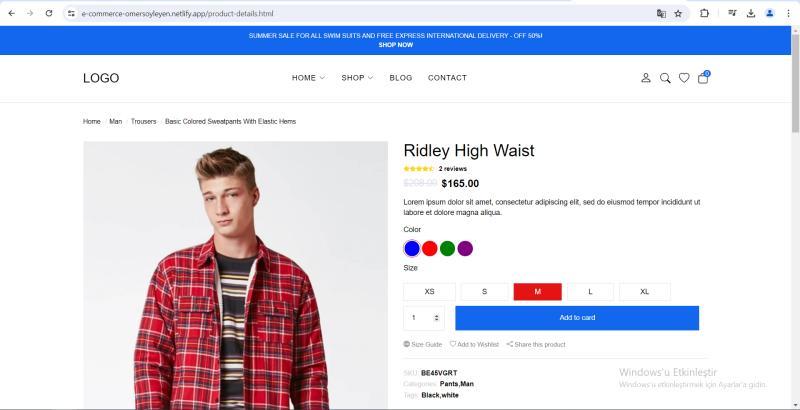 e-commerce-omersoyleyen.netlify.app/product-details.html
SUMMER SALE FOR ALL SWIM SUITS AND FREE EXPRESS INTERNATIONAL DELIVERY - OFF 50%!
SHOP NOW
LOGO HOME SHOP BLOG CONTACT 0
Home / Man / Trousers / Basic Colored Sweatpants With Elastic Hems
Ridley High Waist
2 reviews
$208.00 $165.00
Lorem ipsum dolor sit amet, consectetur adipiscing elit, sed do eiusmod tempor incididunt ut
labore et dolore magna aliqua.
Color
Size
XS S M L XL
1 Add to card
Size Guide Add to Wishlist Share this product
SKU: BE45VGRT
Categories: Pants,Man
Tags: Black,white
Windows'u Etkinleştir
Windows'u etkinleştirmek için Ayarlar'a gidin.